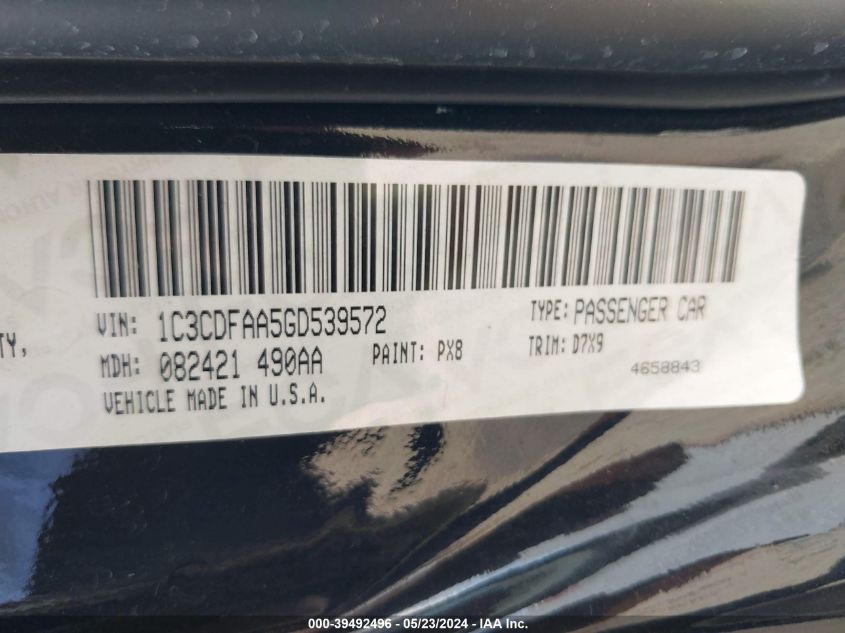 VIN: 1C3CDFAA5GD539572 TYPE: PASSENGER CAR
TY,
MDH: 082421 490AA PAINT: PX8 TRIM: D7X9
4658843
VEHICLE MADE IN U.S.A.
000-39492496 - 05/23/2024 - IAA Inc.